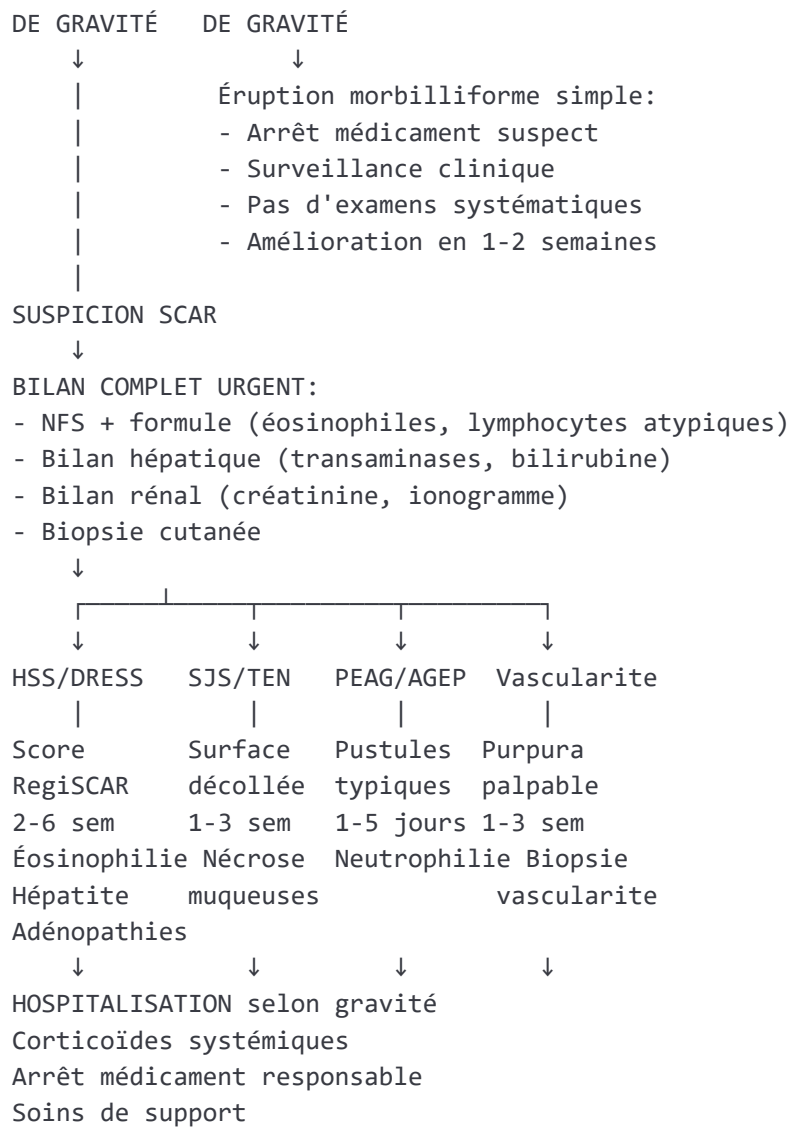 DE GRAVITÉ   DE GRAVITÉ
    ↓              ↓
    │         Éruption morbilliforme simple:
    │         - Arrêt médicament suspect
    │         - Surveillance clinique
    │         - Pas d'examens systématiques
    │         - Amélioration en 1-2 semaines
    │
SUSPICION SCAR
    ↓
BILAN COMPLET URGENT:
- NFS + formule (éosinophiles, lymphocytes atypiques)
- Bilan hépatique (transaminases, bilirubine)
- Bilan rénal (créatinine, ionogramme)
- Biopsie cutanée
    ↓
    ┌─────┴─────┬─────────┬─────────┐
    ↓           ↓         ↓         ↓
HSS/DRESS   SJS/TEN   PEAG/AGEP  Vascularite
    │           │         │         │
Score       Surface   Pustules  Purpura
RegiSCAR    décollée  typiques  palpable
2-6 sem     1-3 sem   1-5 jours 1-3 sem
Éosinophilie Nécrose  Neutrophilie Biopsie
Hépatite    muqueuses            vascularite
Adénopathies
    ↓           ↓         ↓         ↓
HOSPITALISATION selon gravité
Corticoïdes systémiques
Arrêt médicament responsable
Soins de support